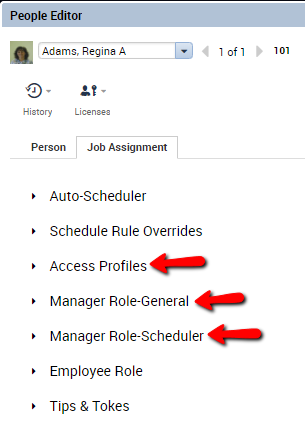 People Editor
Adams, Regina A
1 of 1
101
History
Licenses
Person
Job Assignment
Auto-Scheduler
Schedule Rule Overrides
Access Profiles
Manager Role-General
Manager Role-Scheduler
Employee Role
Tips & Tokes